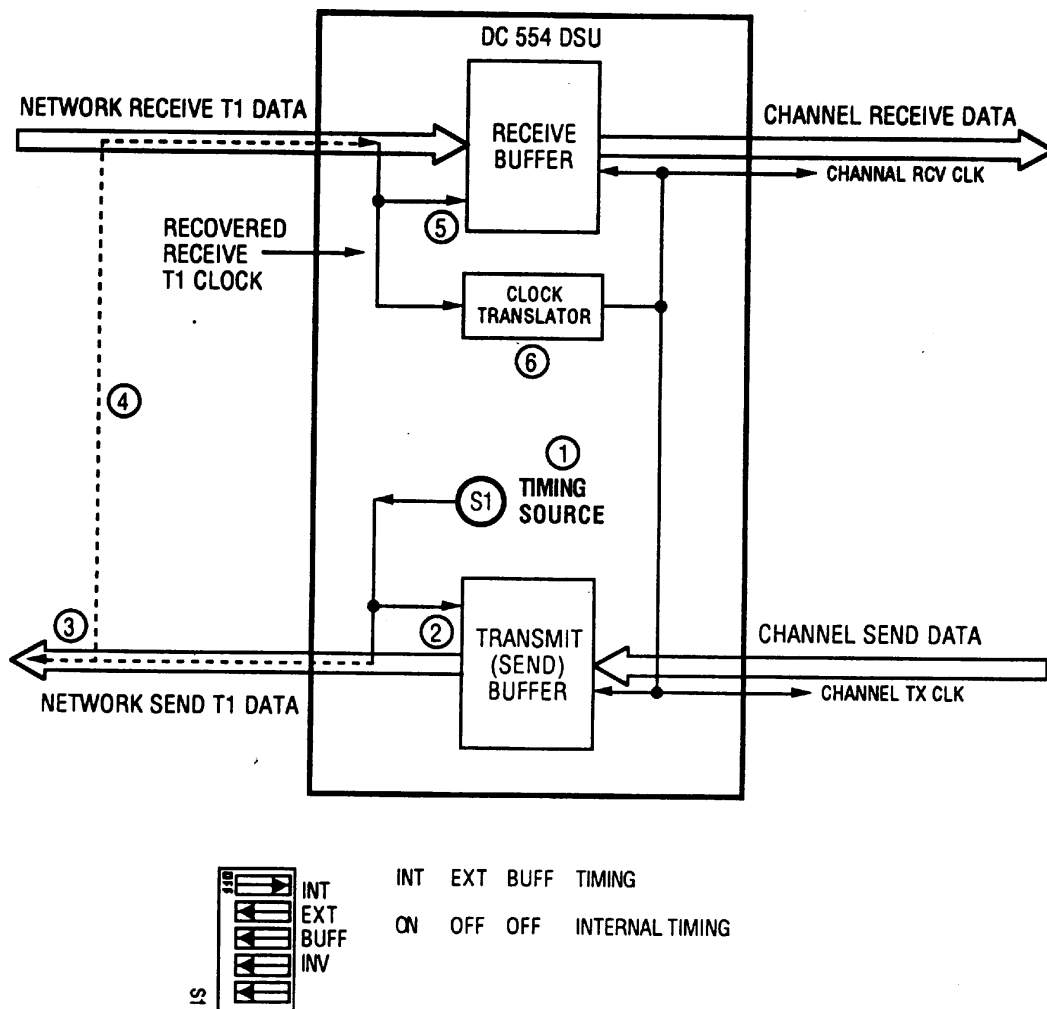 DC 554 DSU
NETWORK RECEIVE T1 DATA
RECEIVE
BUFFER
CHANNEL RECEIVE DATA
CHANNAL RCV CLK
5
RECOVERED
RECEIVE
T1 CLOCK
CLOCK
TRANSLATOR
6
4
1
S1
TIMING
SOURCE
3
2
TRANSMIT
(SEND)
BUFFER
CHANNEL SEND DATA
CHANNEL TX CLK
NETWORK SEND T1 DATA
INT
EXT
BUFF
INV
S1
INT EXT BUFF TIMING
ON OFF OFF INTERNAL TIMING